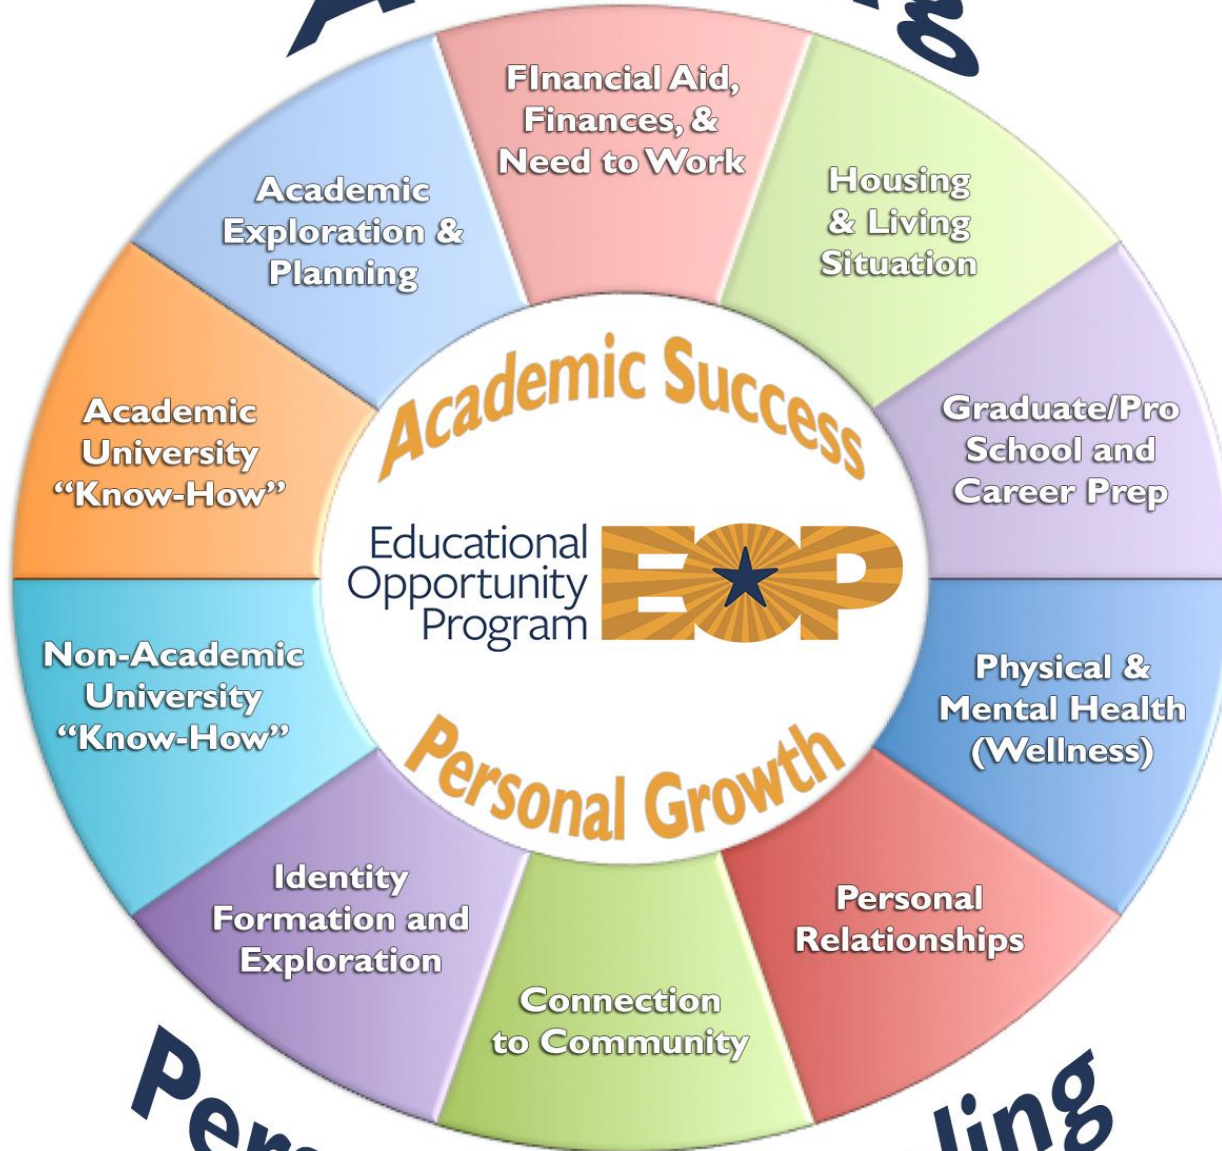 FInancial Aid,
Finances, &
Need to Work
Housing
& Living
Situation
Graduate/Pro
School and
Career Prep
Physical &
Mental Health
(Wellness)
Personal
Relationships
Connection
to Community
Identity
Formation and
Exploration
Non-Academic
University
“Know-How”
Academic
University
“Know-How”
Academic
Exploration &
Planning
Academic Success
Educational
Opportunity
Program
EOP
Personal Growth